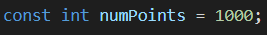 const int numPoints = 1000;